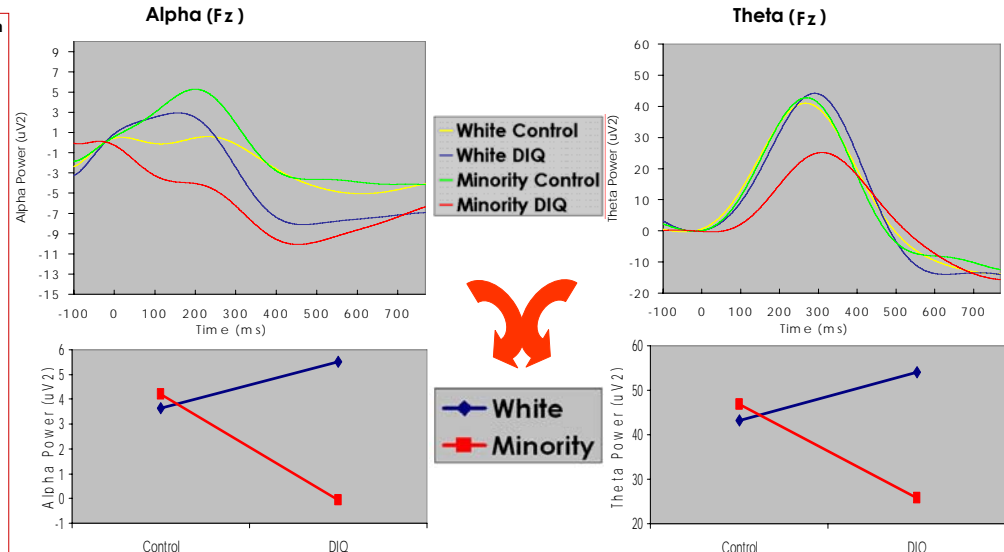 n
Alpha (Fz)
Alpha Power (uV2)
9
7
5
3
1
-1
-3
-5
-7
-9
-11
-13
-15
-100 0 100 200 300 400 500 600 700
Time (ms)
White Control
White DIQ
Minority Control
Minority DIQ
Theta (Fz)
Theta Power (uV2)
60
50
40
30
20
10
0
-10
-20
-100 0 100 200 300 400 500 600 700
Time (ms)
Alpha Power (uV2)
6
5
4
3
2
1
0
-1
Control DIQ
White
Minority
Theta Power (uV2)
60
50
40
30
20
Control DIQ